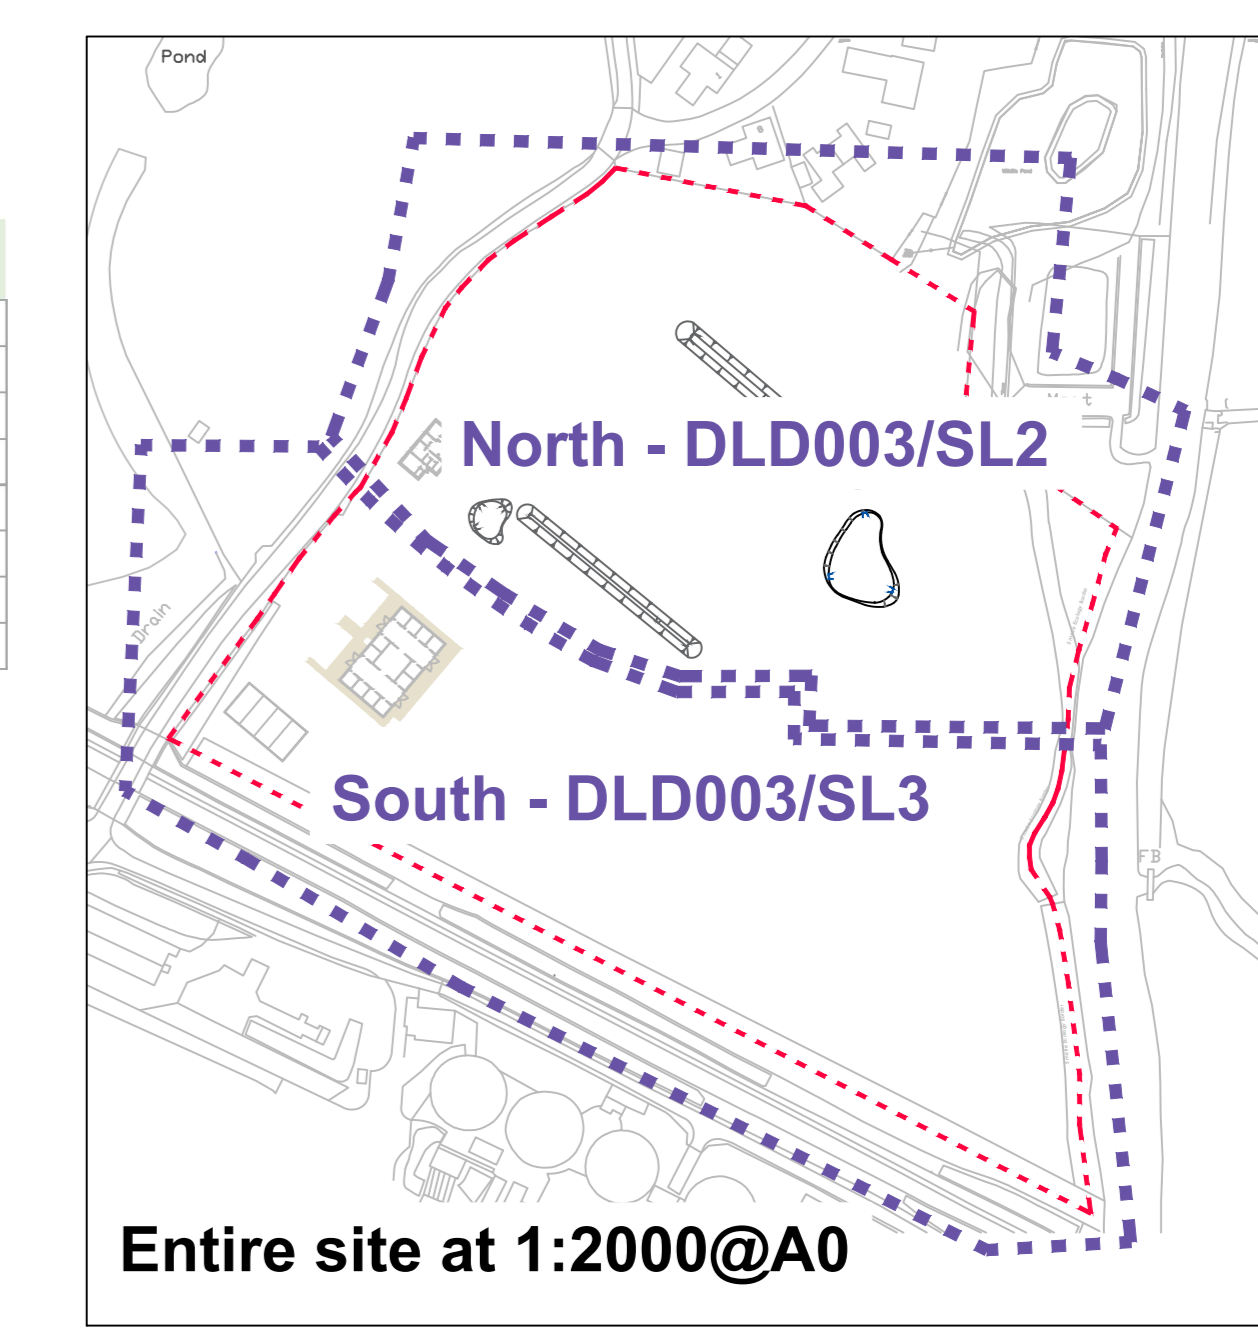 Pond
North - DLD003/SL2
Drain
South - DLD003/SL3
FB
Entire site at 1:2000@A0